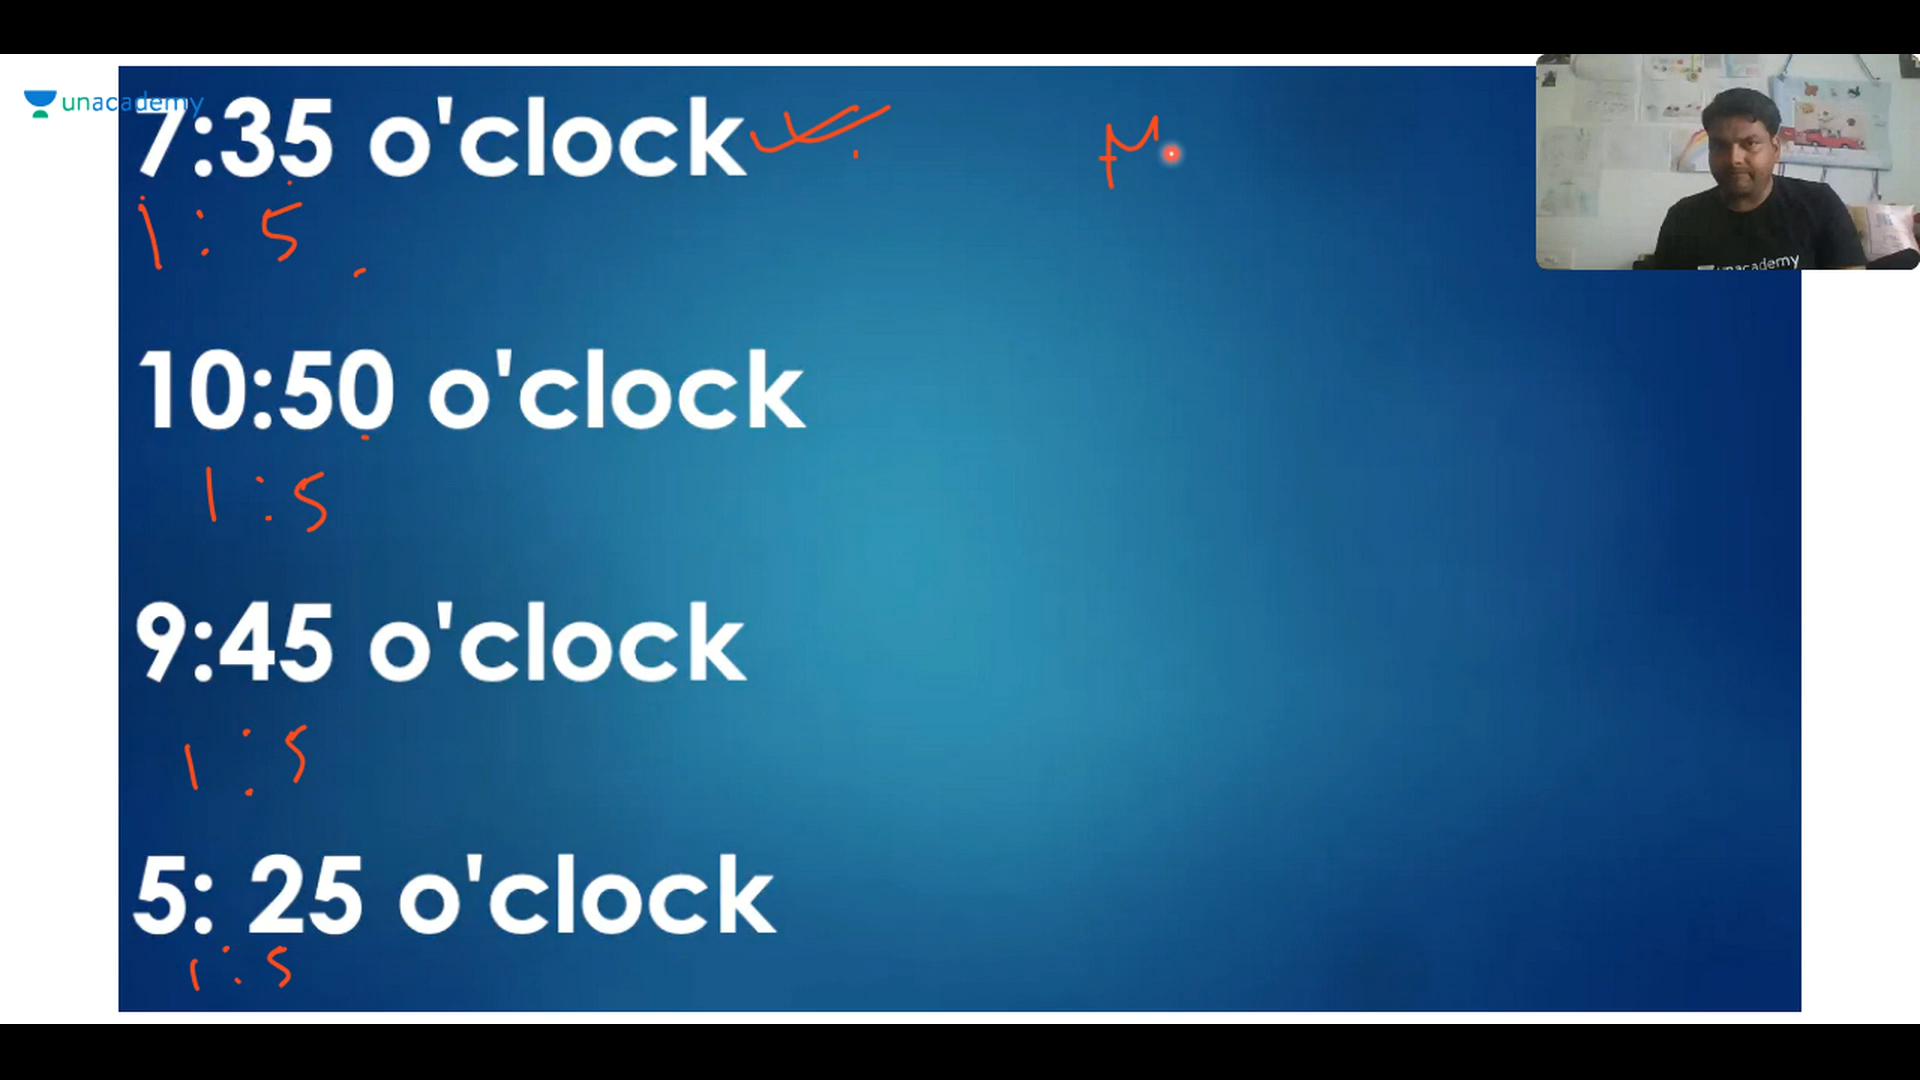 unacademy
7:35 o'clock
1 : 5
10:50 o'clock
1 : 5
9:45 o'clock
1 : 5
5: 25 o'clock
1 : 5
unacademy